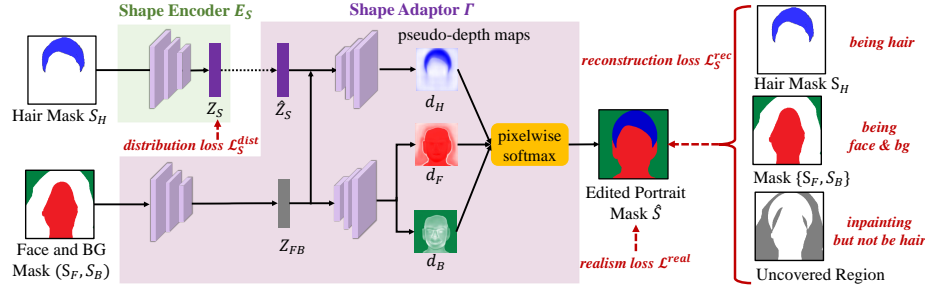 Shape Encoder E_S
Shape Adaptor Γ
pseudo-depth maps
Hair Mask S_H
Z_S
Ẑ_S
d_H
distribution loss ℒ_S^dist
Face and BG
Mask (S_F, S_B)
Z_FB
d_F
d_B
pixelwise
softmax
Edited Portrait
Mask Ŝ
realism loss ℒ^real
reconstruction loss ℒ_S^rec
being hair
Hair Mask S_H
being
face & bg
Mask {S_F, S_B}
inpainting
but not be hair
Uncovered Region